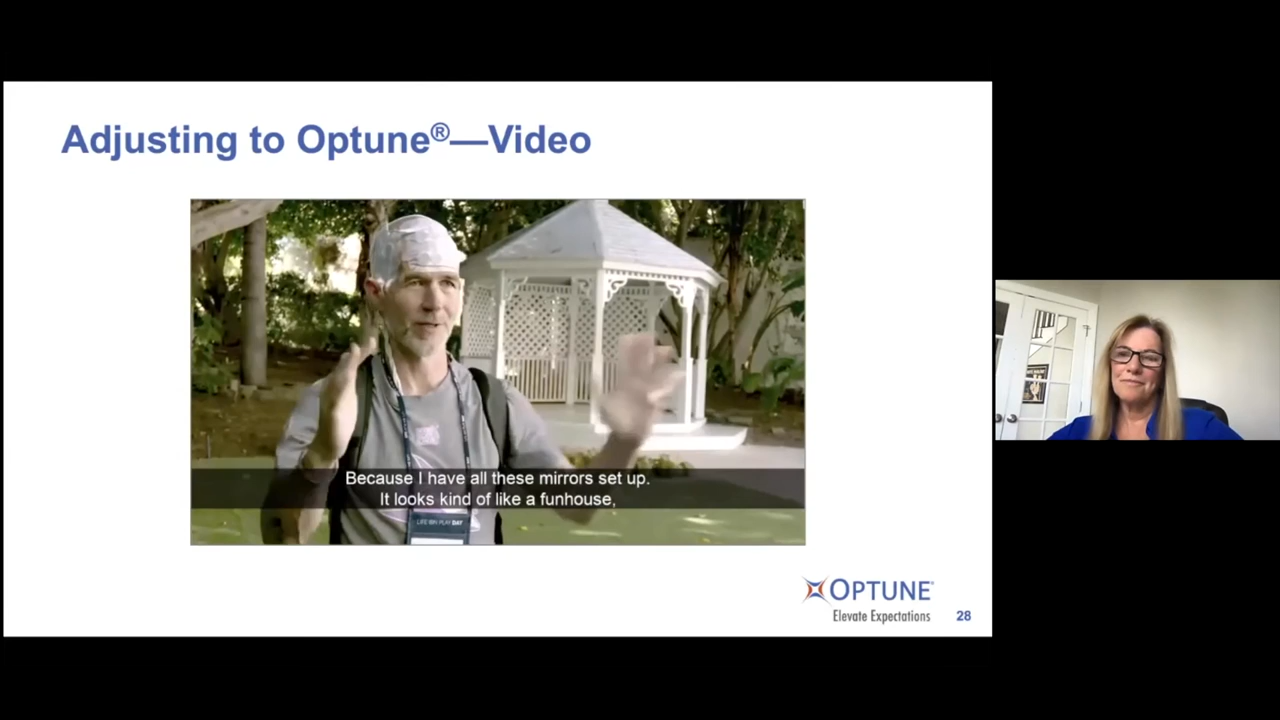 Adjusting to Optune®—Video
Because I have all these mirrors set up.
It looks kind of like a funhouse,
OPTUNE®
Elevate Expectations
28